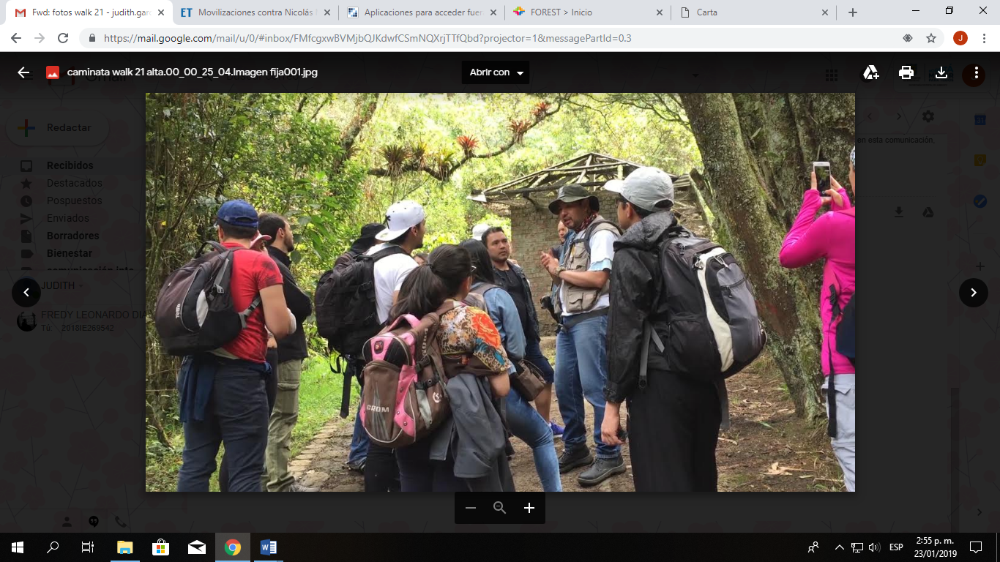 Fwd: fotos walk 21 - judith.gar
Movilizaciones contra Nicolás
Aplicaciones para acceder fue
FOREST > Inicio
Carta
https://mail.google.com/mail/u/0/#inbox/FMfcgxwBVMjbQJKdwfCSmNQXrjTTfQbd?projector=1&messagePartId=0.3
J
caminata walk 21 alta.00_00_25_04.Imagen fija001.jpg
Abrir con
Redactar
en esta comunicación.
Recibidos
Destacados
Pospuestos
Enviados
Borradores
Bienestar
JUDITH
FREDY LEONARDO DI
Tú: 2018IE269542
Totto
CROM
ESP
2:55 p. m.
23/01/2019